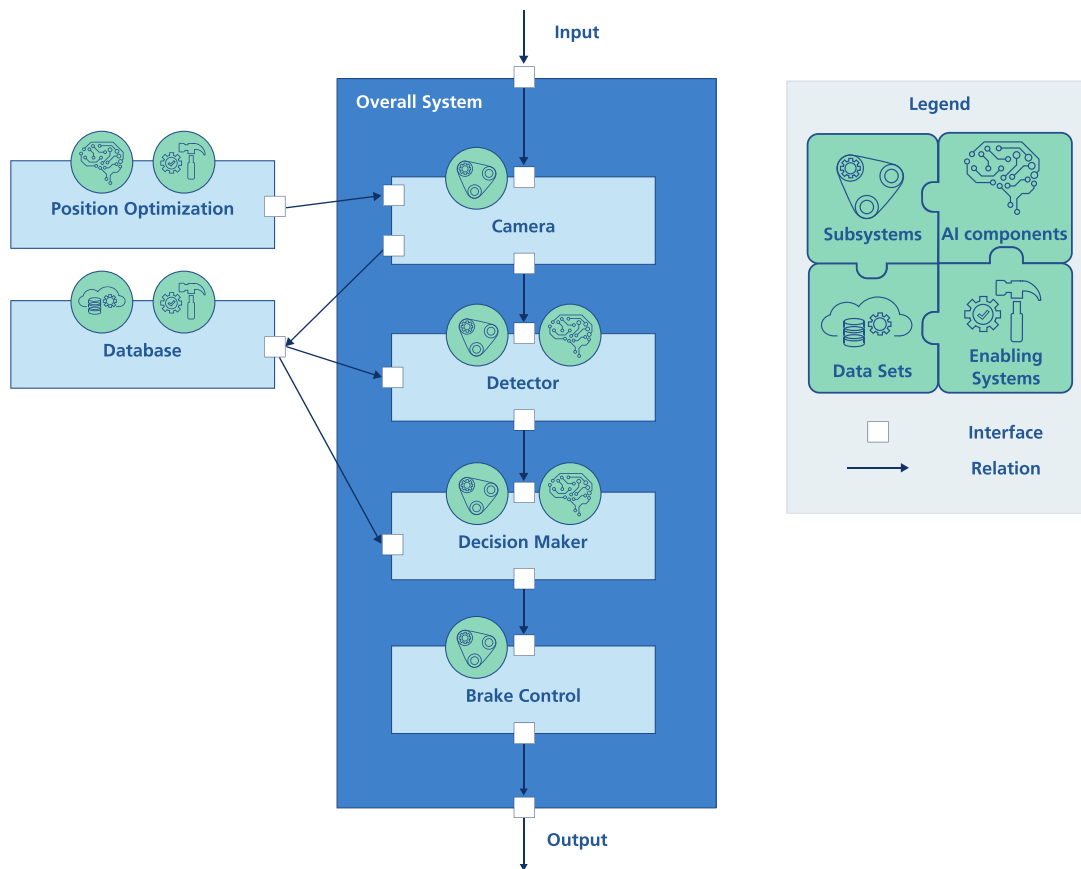 Input
Overall System
Legend
Position Optimization
Camera
Subsystems
AI components
Database
Detector
Data Sets
Enabling
Systems
Interface
Relation
Decision Maker
Brake Control
Output